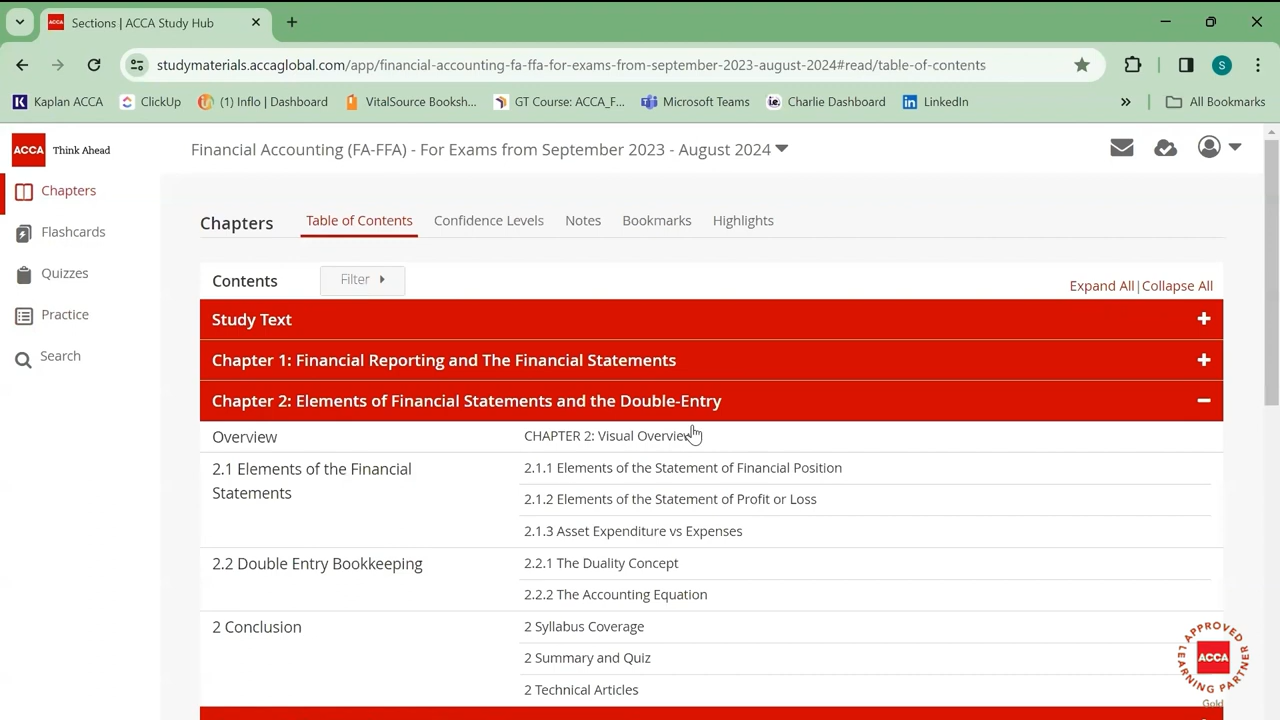 Sections | ACCA Study Hub
studymaterials.accaglobal.com/app/financial-accounting-fa-ffa-for-exams-from-september-2023-august-2024#read/table-of-contents
S
Kaplan ACCA ClickUp (1) Inflo | Dashboard VitalSource Booksh... GT Course: ACCA_F... Microsoft Teams Charlie Dashboard LinkedIn » All Bookmarks
ACCA Think Ahead
Financial Accounting (FA-FFA) - For Exams from September 2023 - August 2024
Chapters
Flashcards
Quizzes
Practice
Search
Chapters Table of Contents Confidence Levels Notes Bookmarks Highlights
Contents Filter
Expand All|Collapse All
Study Text
Chapter 1: Financial Reporting and The Financial Statements
Chapter 2: Elements of Financial Statements and the Double-Entry
Overview CHAPTER 2: Visual Overview
2.1 Elements of the Financial Statements
2.1.1 Elements of the Statement of Financial Position
2.1.2 Elements of the Statement of Profit or Loss
2.1.3 Asset Expenditure vs Expenses
2.2 Double Entry Bookkeeping
2.2.1 The Duality Concept
2.2.2 The Accounting Equation
2 Conclusion
2 Syllabus Coverage
2 Summary and Quiz
2 Technical Articles
APPROVED
ACCA
LEARNING PARTNER
Gold